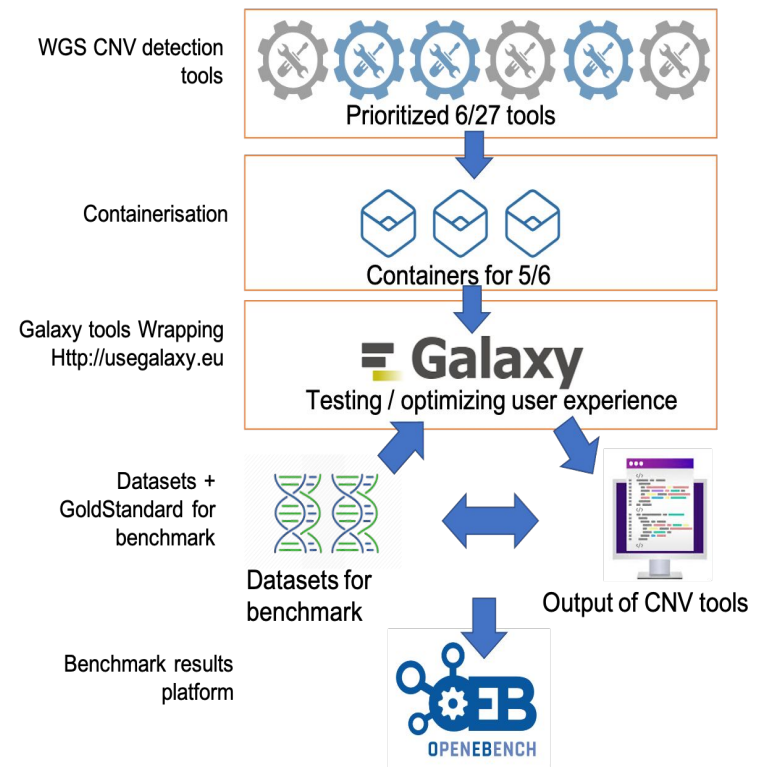 WGS CNV detection
tools
Prioritized 6/27 tools
Containerisation
Containers for 5/6
Galaxy tools Wrapping
Http://usegalaxy.eu
Galaxy
Testing / optimizing user experience
Datasets +
GoldStandard for
benchmark
Datasets for
benchmark
Output of CNV tools
Benchmark results
platform
OEB
OPENEBENCH